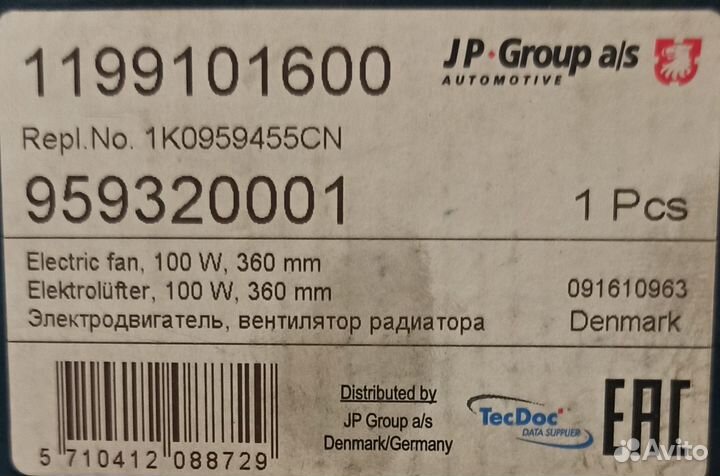 1199101600
JP Group a/s
AUTOMOTIVE
Repl.No. 1K0959455CN
959320001
1 Pcs
Electric fan, 100 W, 360 mm
Elektrolüfter, 100 W, 360 mm
091610963
Электродвигатель, вентилятор радиатора
Denmark
Distributed by
JP Group a/s
Denmark/Germany
TecDoc
DATA SUPPLIER
EAC
5 710412 088729
Avito